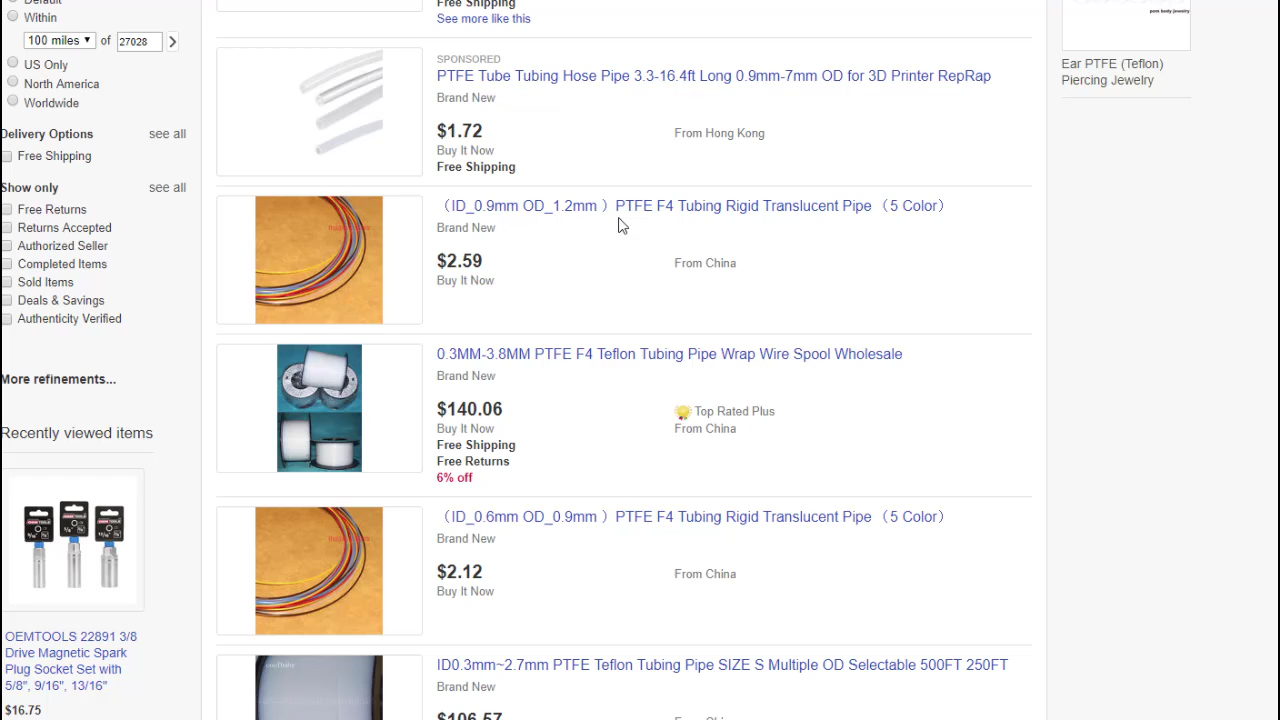 Default
Within
100 miles of 27028
US Only
North America
Worldwide
Delivery Options see all
Free Shipping
Show only see all
Free Returns
Returns Accepted
Authorized Seller
Completed Items
Sold Items
Deals & Savings
Authenticity Verified
More refinements...
Recently viewed items
OEMTOOLS 22891 3/8
Drive Magnetic Spark
Plug Socket Set with
5/8", 9/16", 13/16"
$16.75
Free Shipping
See more like this
SPONSORED
PTFE Tube Tubing Hose Pipe 3.3-16.4ft Long 0.9mm-7mm OD for 3D Printer RepRap
Brand New
$1.72
From Hong Kong
Buy It Now
Free Shipping
（ID_0.9mm OD_1.2mm ）PTFE F4 Tubing Rigid Translucent Pipe （5 Color）
Brand New
$2.59
From China
Buy It Now
0.3MM-3.8MM PTFE F4 Teflon Tubing Pipe Wrap Wire Spool Wholesale
Brand New
$140.06
Top Rated Plus
Buy It Now
From China
Free Shipping
Free Returns
6% off
（ID_0.6mm OD_0.9mm ）PTFE F4 Tubing Rigid Translucent Pipe （5 Color）
Brand New
$2.12
From China
Buy It Now
ID0.3mm~2.7mm PTFE Teflon Tubing Pipe SIZE S Multiple OD Selectable 500FT 250FT
Brand New
$106.57
From China
Ear PTFE (Teflon)
Piercing Jewelry